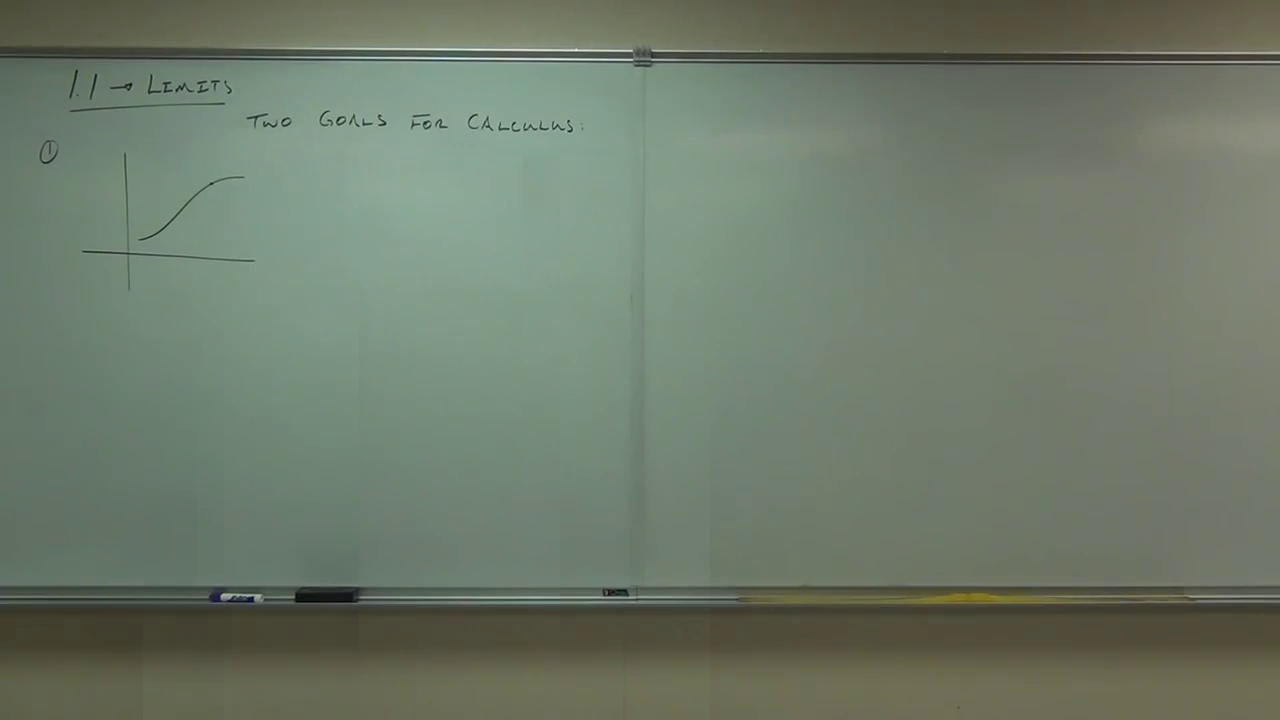 1.1 → LIMITS
TWO GOALS FOR CALCULUS:
①